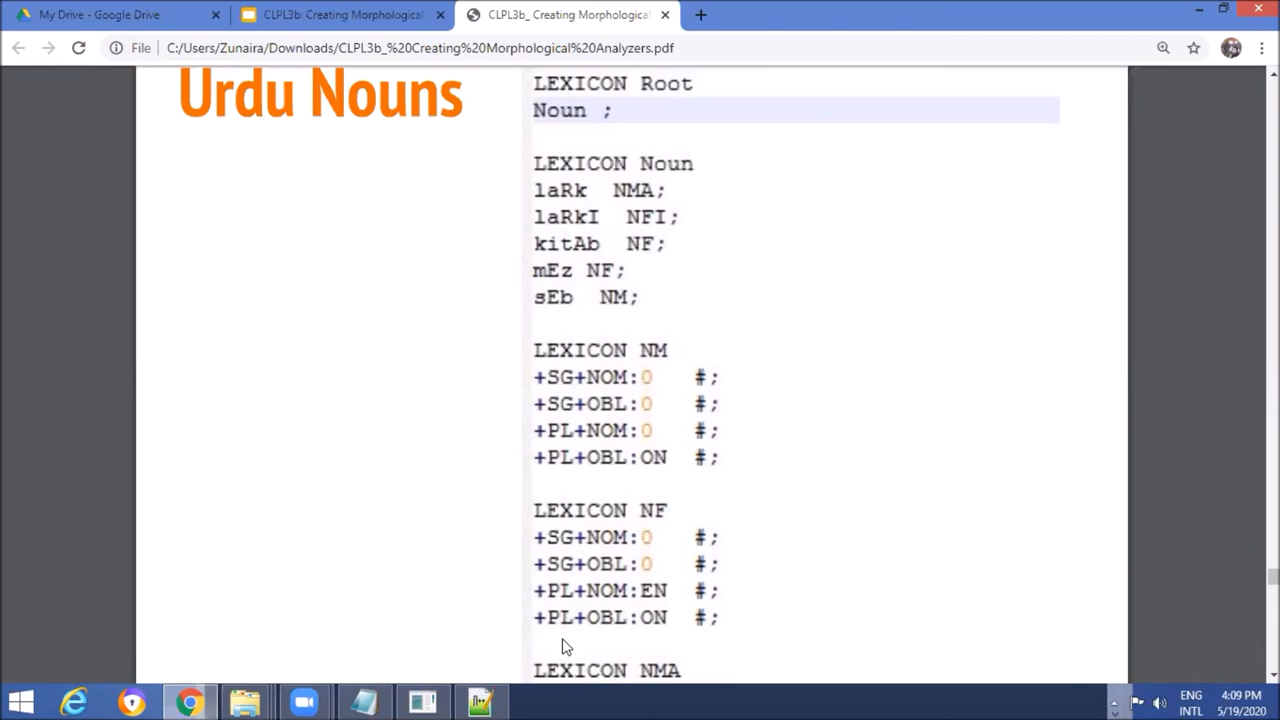 My Drive - Google Drive
CLPL3b: Creating Morphological
CLPL3b_ Creating Morphologica
File
C:/Users/Zunaira/Downloads/CLPL3b_%20Creating%20Morphological%20Analyzers.pdf
Urdu Nouns
LEXICON Root
Noun ;
LEXICON Noun
laRk NMA;
laRkI NFI;
kitAb NF;
mEz NF;
sEb NM;
LEXICON NM
+SG+NOM:0 #;
+SG+OBL:0 #;
+PL+NOM:0 #;
+PL+OBL:ON #;
LEXICON NF
+SG+NOM:0 #;
+SG+OBL:0 #;
+PL+NOM:EN #;
+PL+OBL:ON #;
LEXICON NMA
ENG
INTL
4:09 PM
5/19/2020